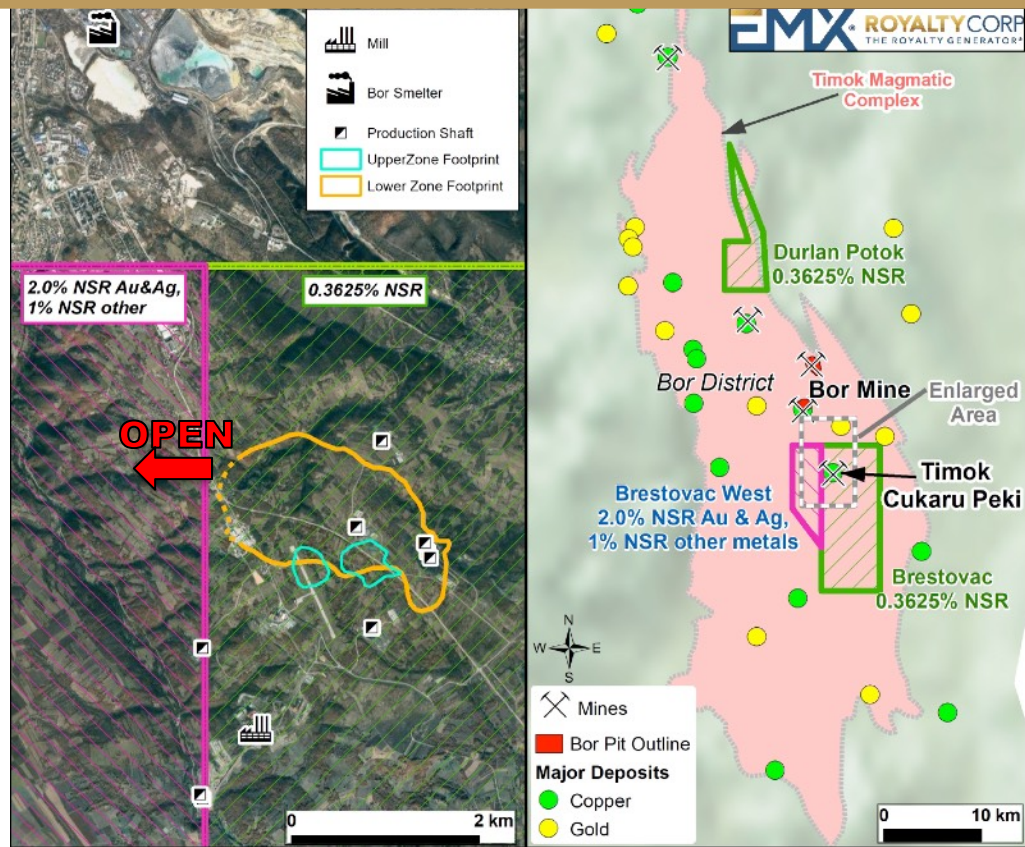 Mill
Bor Smelter
Production Shaft
UpperZone Footprint
Lower Zone Footprint
2.0% NSR Au&Ag,
1% NSR other
0.3625% NSR
OPEN
0 2 km
EMX ROYALTYCORP
THE ROYALTY GENERATOR
Timok Magmatic
Complex
Durlan Potok
0.3625% NSR
Bor District
Bor Mine
Enlarged
Area
Timok
Cukaru Peki
Brestovac West
2.0% NSR Au & Ag,
1% NSR other metals
Brestovac
0.3625% NSR
N
W E
S
Mines
Bor Pit Outline
Major Deposits
Copper
Gold
0 10 km